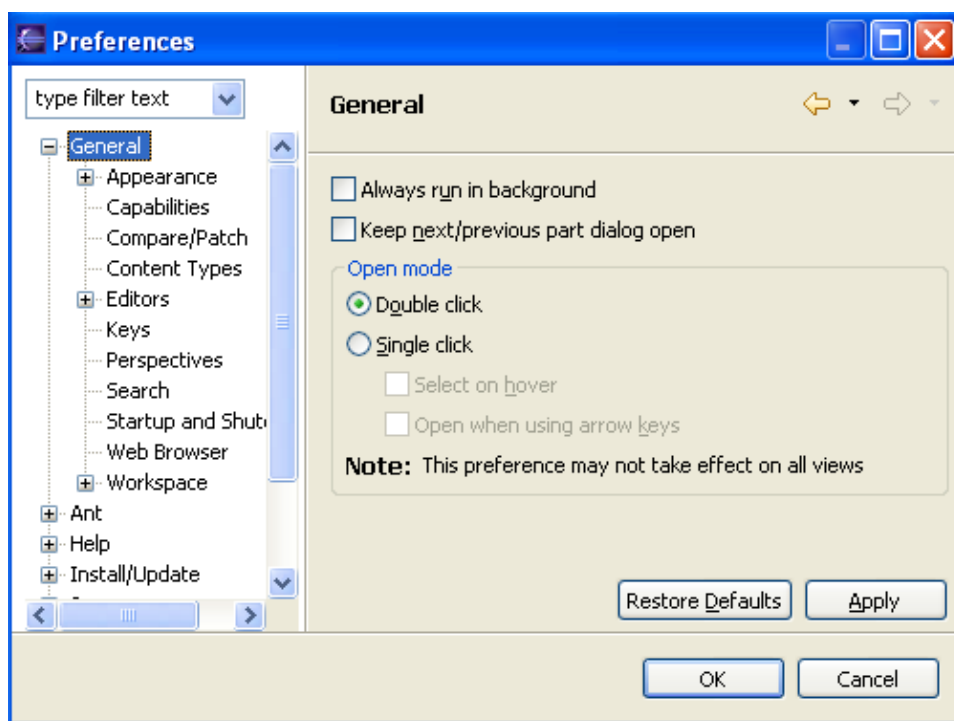 Preferences
type filter text
General
Appearance
Capabilities
Compare/Patch
Content Types
Editors
Keys
Perspectives
Search
Startup and Shut
Web Browser
Workspace
Ant
Help
Install/Update
General
Always run in background
Keep next/previous part dialog open
Open mode
Double click
Single click
Select on hover
Open when using arrow keys
Note: This preference may not take effect on all views
Restore Defaults
Apply
OK
Cancel